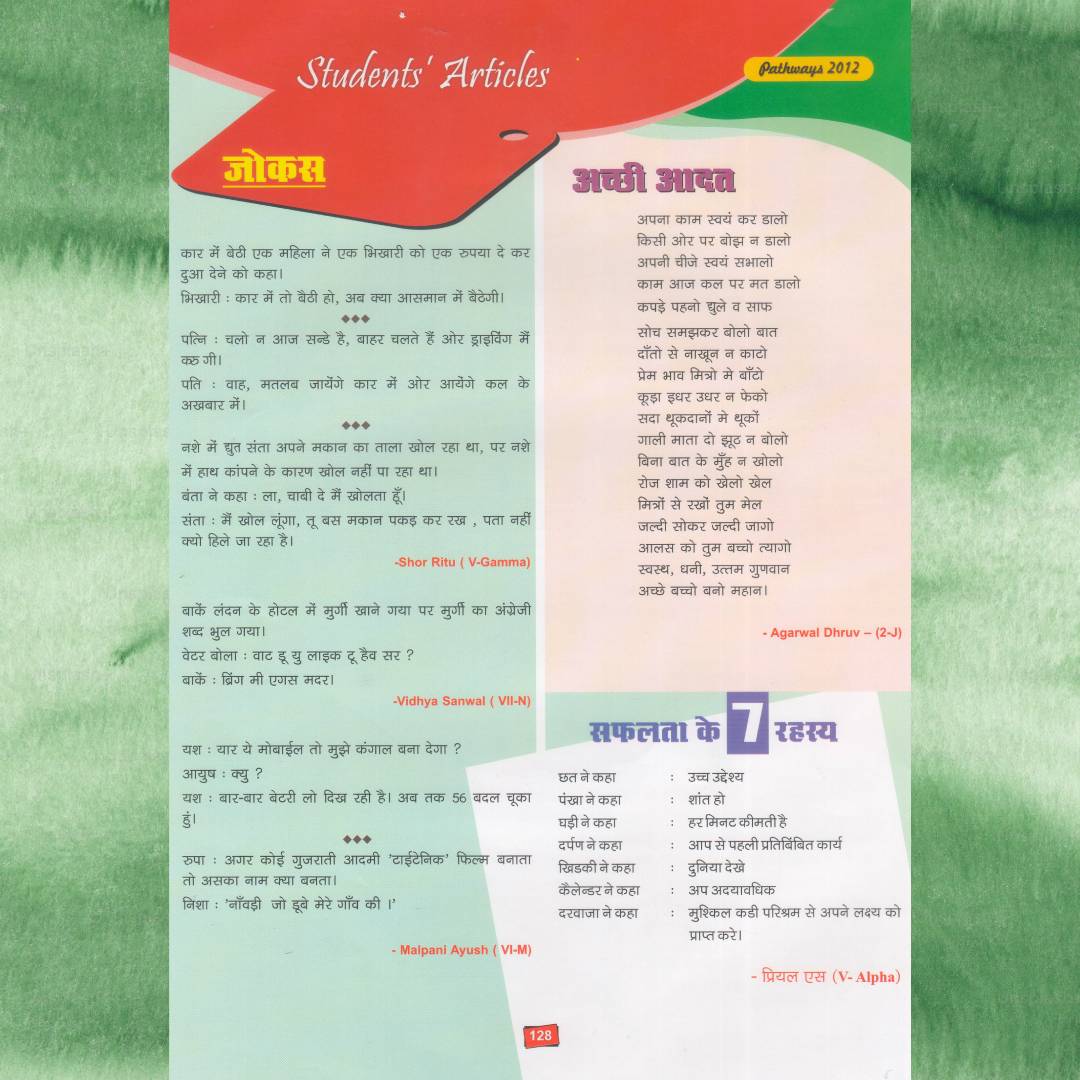 Students' Articles
Pathways 2012
जोकस
कार में बेठी एक महिला ने एक भिखारी को एक रुपया दे कर
दुआ देने को कहा।
भिखारी : कार में तो बैठी हो, अब क्या आसमान में बैठेगी।
पत्नि : चलो न आज सन्डे है, बाहर चलते हैं ओर ड्राइविंग में
करु गी।
पति : वाह, मतलब जायेंगे कार में ओर आयेंगे कल के
अखबार में।
नशे में द्युत संता अपने मकान का ताला खोल रहा था, पर नशे
में हाथ कांपने के कारण खोल नहीं पा रहा था।
बंता ने कहा : ला, चाबी दे मैं खोलता हूँ।
संता : मैं खोल लूंगा, तू बस मकान पकड़ कर रख , पता नहीं
क्यो हिले जा रहा है।
-Shor Ritu ( V-Gamma)
बाकें लंदन के होटल में मुर्गी खाने गया पर मुर्गी का अंग्रेजी
शब्द भुल गया।
वेटर बोला : वाट डू यु लाइक टू हैव सर ?
बाकें : ब्रिंग मी एगस मदर।
-Vidhya Sanwal ( VII-N)
यश : यार ये मोबाईल तो मुझे कंगाल बना देगा ?
आयुष : क्यु ?
यश : बार-बार बेटरी लो दिख रही है। अब तक 56 बदल चूका
हुं।
रुपा : अगर कोई गुजराती आदमी 'टाईटेनिक' फिल्म बनाता
तो असका नाम क्या बनता।
निशा : 'नाँवड़ी जो डूबे मेरे गाँव की ।'
- Malpani Ayush ( VI-M)
अच्छी आदत
अपना काम स्वयं कर डालो
किसी ओर पर बोझ न डालो
अपनी चीजे स्वयं सभालो
काम आज कल पर मत डालो
कपड़े पहनो द्युले व साफ
सोच समझकर बोलो बात
दाँतो से नाखून न काटो
प्रेम भाव मित्रो मे बाँटो
कूड़ा इधर उधर न फेको
सदा थूकदानों मे थूकों
गाली माता दो झूठ न बोलो
बिना बात के मुँह न खोलो
रोज शाम को खेलो खेल
मित्रों से रखों तुम मेल
जल्दी सोकर जल्दी जागो
आलस को तुम बच्चो त्यागो
स्वस्थ, धनी, उत्तम गुणवान
अच्छे बच्चो बनो महान।
- Agarwal Dhruv – (2-J)
सफलता के 7 रहस्य
छत ने कहा : उच्च उद्देश्य
पंखा ने कहा : शांत हो
घड़ी ने कहा : हर मिनट कीमती है
दर्पण ने कहा : आप से पहली प्रतिबिंबित कार्य
खिडकी ने कहा : दुनिया देखे
कैलेन्डर ने कहा : अप अदयावधिक
दरवाजा ने कहा : मुश्किल कडी परिश्रम से अपने लक्ष्य को
प्राप्त करे।
- प्रियल एस (V- Alpha)
128